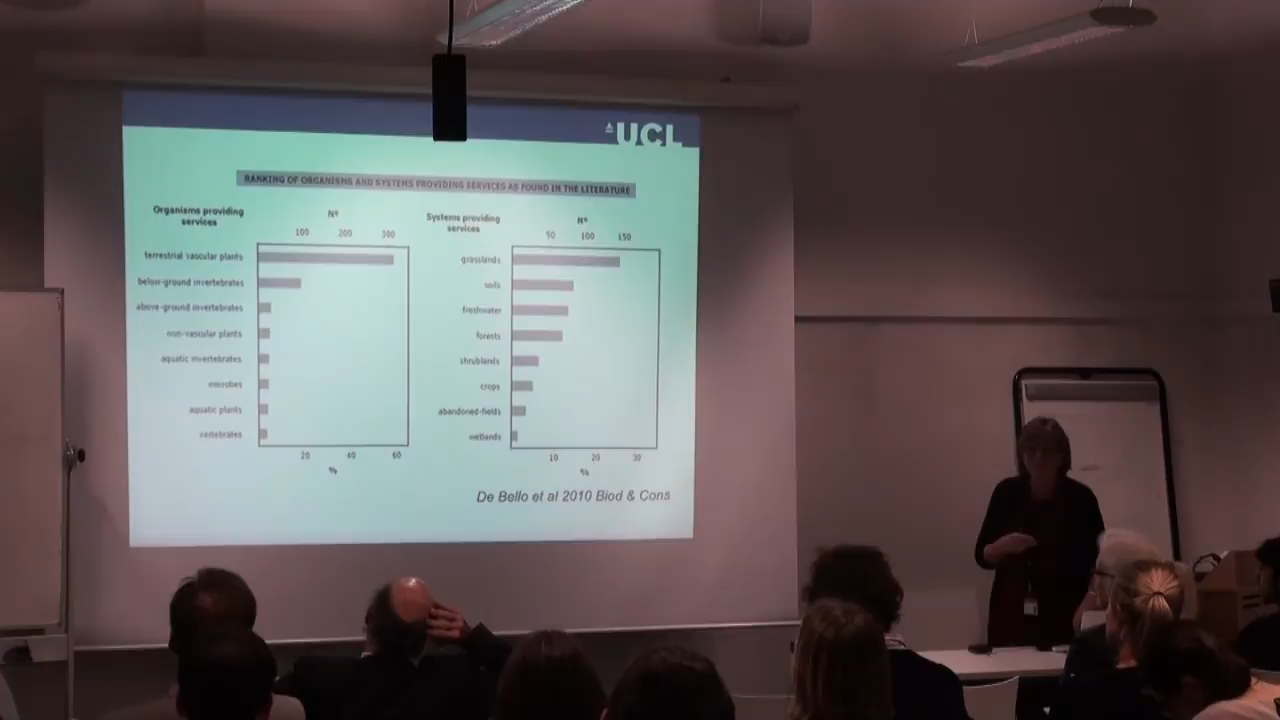 UCL
RANKING OF ORGANISMS AND SYSTEMS PROVIDING SERVICES AS FOUND IN THE LITERATURE
Organisms providing
services
Nº
100 200 300
terrestrial vascular plants
below-ground invertebrates
above-ground invertebrates
non-vascular plants
aquatic invertebrates
microbes
aquatic plants
vertebrates
20 40 60
%
Systems providing
services
Nº
50 100 150
grasslands
soils
freshwater
forests
shrublands
crops
abandoned-fields
wetlands
10 20 30
%
De Bello et al 2010 Biod & Cons